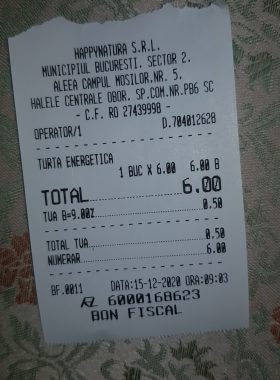 HAPPYNATURA S.R.L.
MUNICIPIUL BUCURESTI. SECTOR 2.
ALEEA CAMPUL MOSILOR.NR. 5.
HALELE CENTRALE OBOR. SP.COM.NR.PB6 SC
- C.F. RO 27439998 -
OPERATOR/1 D.704012628
TURTA ENERGETICA
1 BUC X 6.00 6.00 B
TOTAL 6.00
TVA B=9.00% 0.50
TOTAL TVA 0.50
NUMERAR 6.00
BF.0011 DATA:15-12-2020 ORA:09:03
6000168623
BON FISCAL